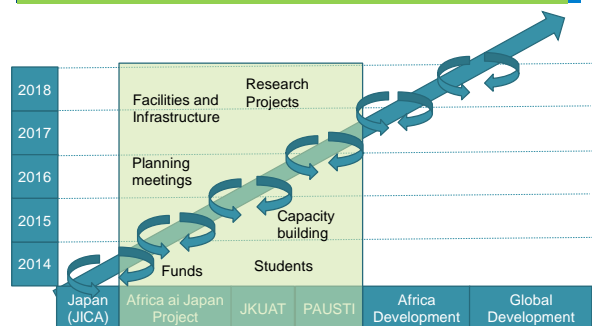 2018
2017
2016
2015
2014
Research
Projects
Facilities and
Infrastructure
Planning
meetings
Capacity
building
Funds
Students
Japan
(JICA)
Africa ai Japan
Project
JKUAT
PAUSTI
Africa
Development
Global
Development